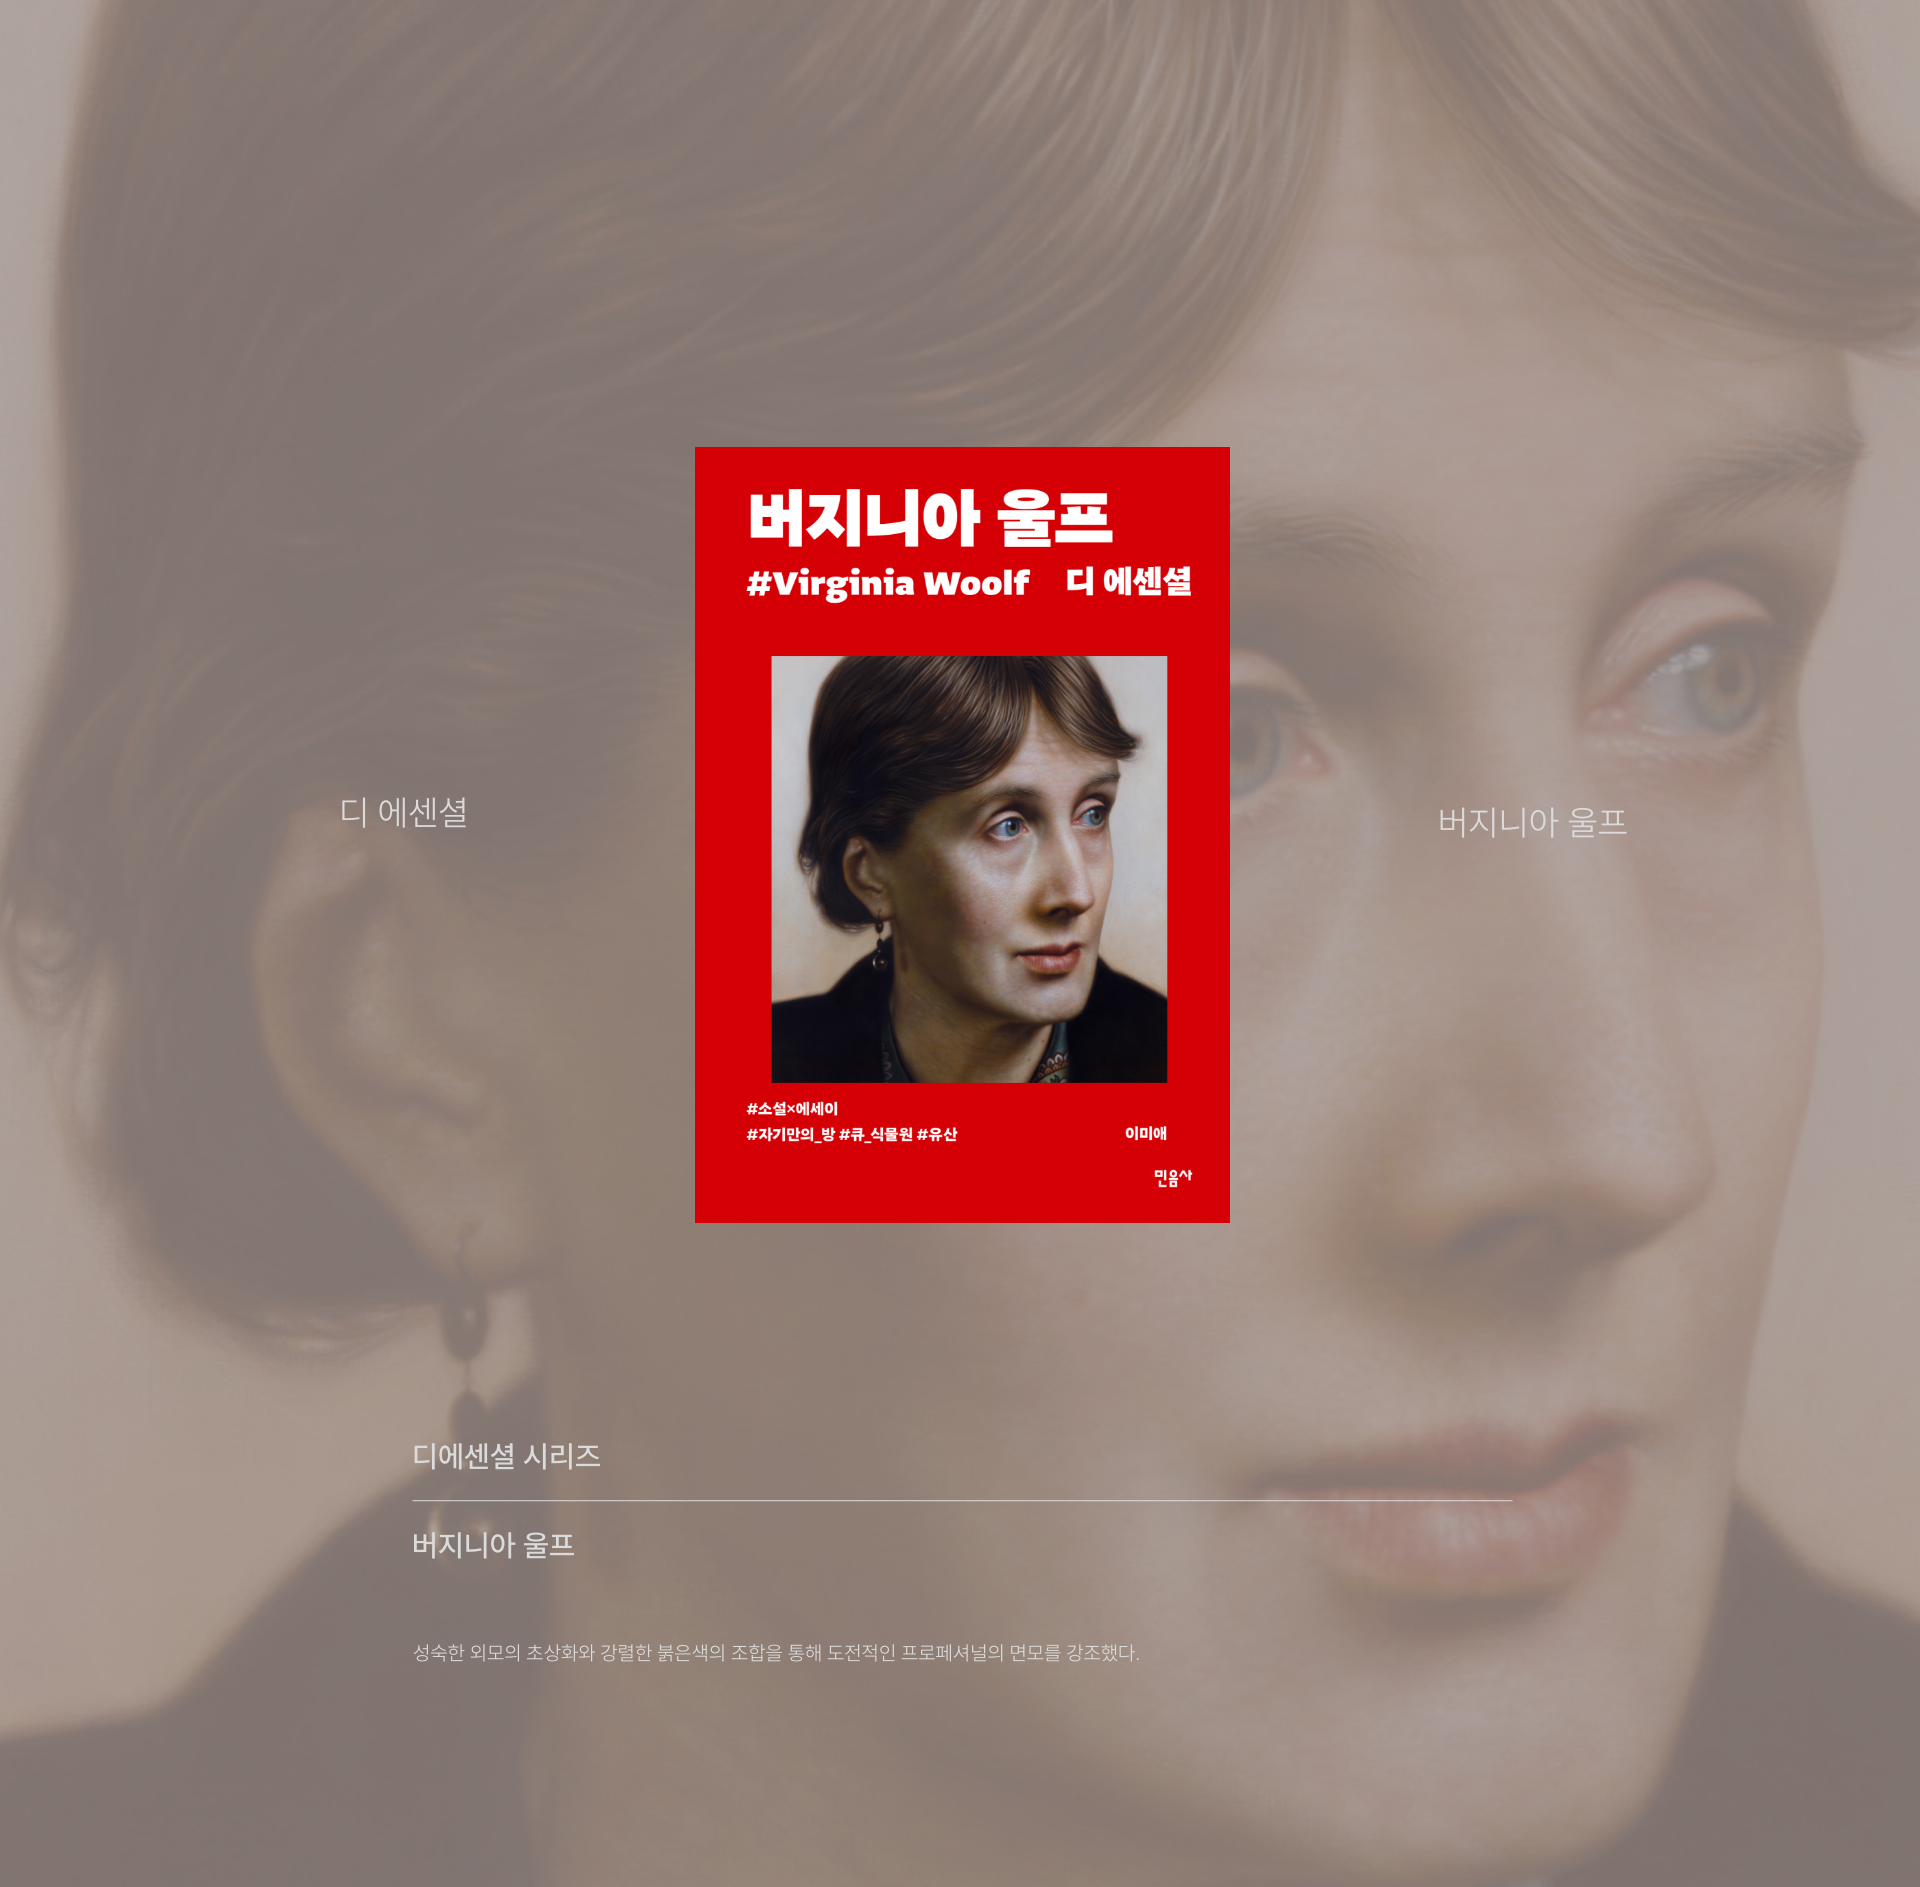 버지니아 울프
#Virginia Woolf 디 에센셜
디 에센셜
버지니아 울프
#소설×에세이
#자기만의_방 #큐_식물원 #유산
이미애
민음사
디에센셜 시리즈
버지니아 울프
성숙한 외모의 초상화와 강렬한 붉은색의 조합을 통해 도전적인 프로페셔널의 면모를 강조했다.